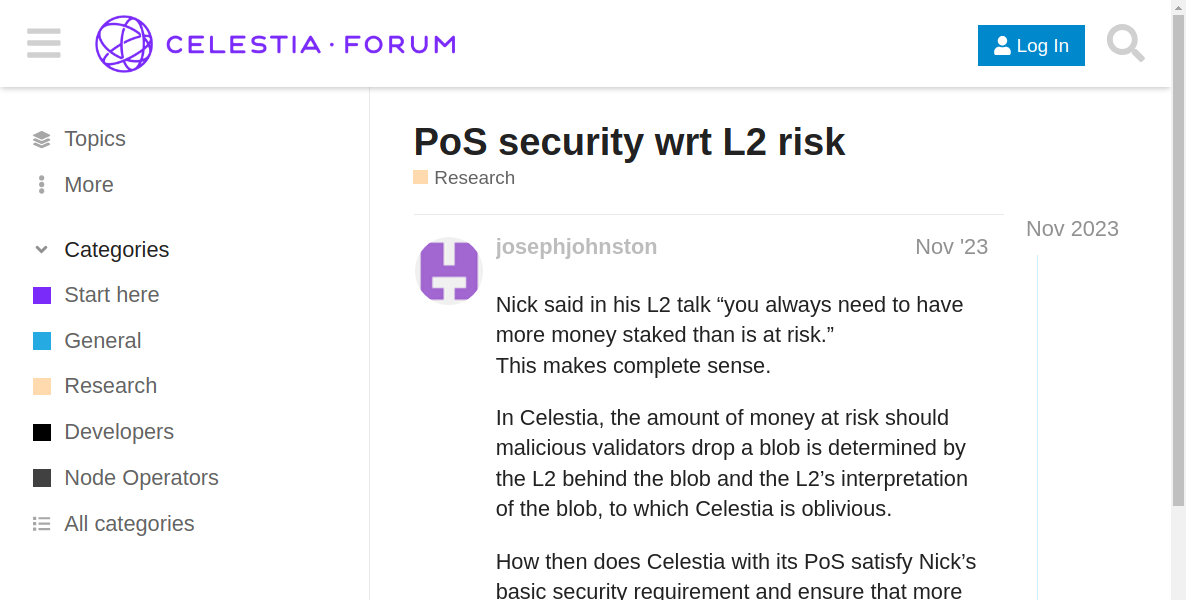 CELESTIA · FORUM
Log In
Topics
More
Categories
Start here
General
Research
Developers
Node Operators
All categories
PoS security wrt L2 risk
Research
Nov 2023
josephjohnston
Nov '23
Nick said in his L2 talk “you always need to have
more money staked than is at risk.”
This makes complete sense.
In Celestia, the amount of money at risk should
malicious validators drop a blob is determined by
the L2 behind the blob and the L2’s interpretation
of the blob, to which Celestia is oblivious.
How then does Celestia with its PoS satisfy Nick’s
basic security requirement and ensure that more